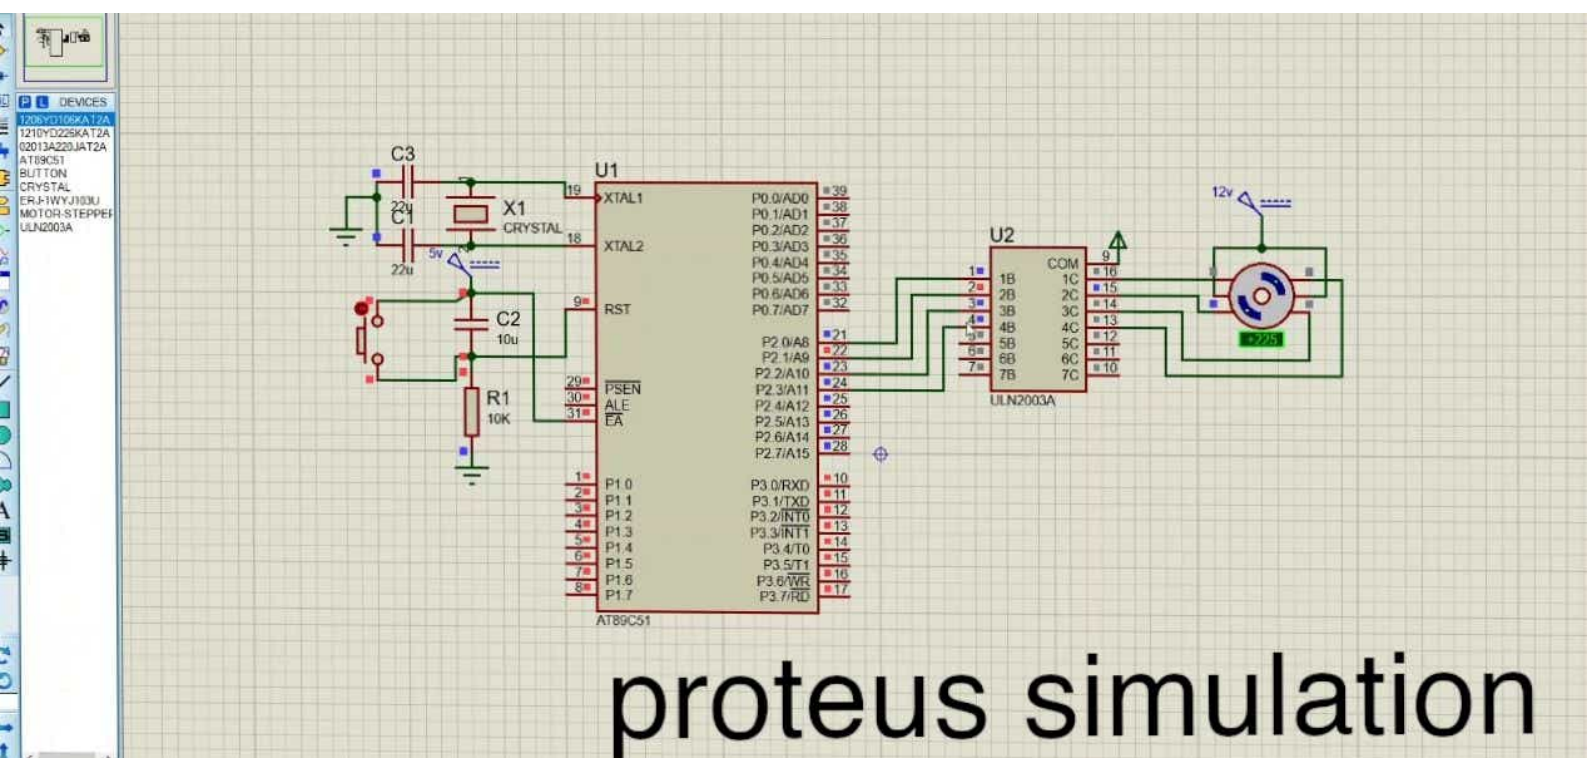 P L DEVICES
1206YD106KAT2A
1210YD226KAT2A
02013A220JAT2A
AT89C51
BUTTON
CRYSTAL
ERJ-1WYJ103U
MOTOR-STEPPER
ULN2003A
C3
22u
C1
22u
X1
CRYSTAL
5v
C2
10u
R1
10K
U1
19 XTAL1
18 XTAL2
9 RST
29 PSEN
30 ALE
31 EA
1 P1.0
2 P1.1
3 P1.2
4 P1.3
5 P1.4
6 P1.5
7 P1.6
8 P1.7
P0.0/AD0 39
P0.1/AD1 38
P0.2/AD2 37
P0.3/AD3 36
P0.4/AD4 35
P0.5/AD5 34
P0.6/AD6 33
P0.7/AD7 32
P2.0/A8 21
P2.1/A9 22
P2.2/A10 23
P2.3/A11 24
P2.4/A12 25
P2.5/A13 26
P2.6/A14 27
P2.7/A15 28
P3.0/RXD 10
P3.1/TXD 11
P3.2/INT0 12
P3.3/INT1 13
P3.4/T0 14
P3.5/T1 15
P3.6/WR 16
P3.7/RD 17
AT89C51
U2
COM 9
1 1B 1C 16
2 2B 2C 15
3 3B 3C 14
4 4B 4C 13
5 5B 5C 12
6 6B 6C 11
7 7B 7C 10
ULN2003A
12v
+225
proteus simulation